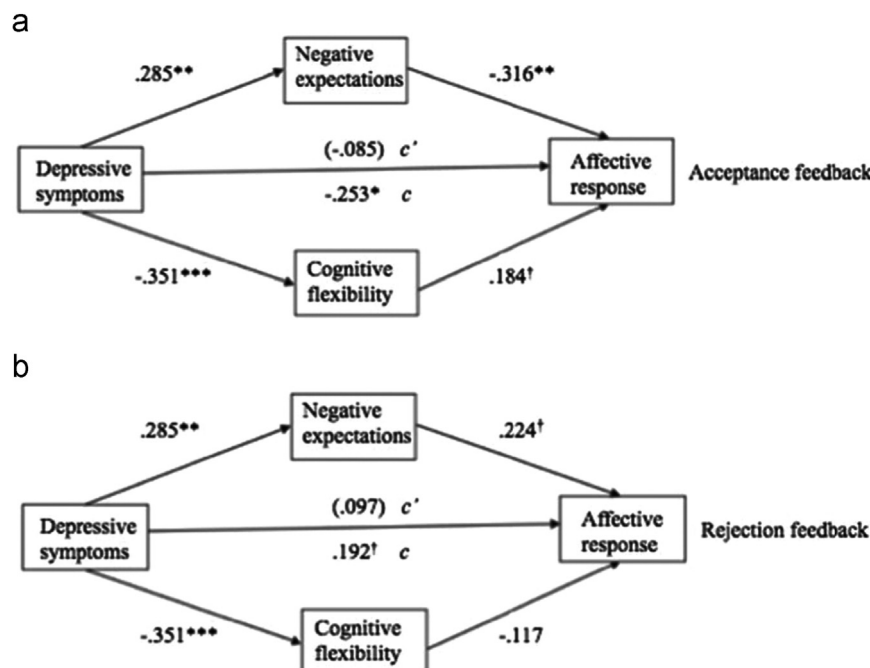 a
Negative
expectations
.285**
-.316**
(-.085) c'
Depressive
symptoms
Affective
response
Acceptance feedback
-.253* c
-.351***
Cognitive
flexibility
.184†
b
Negative
expectations
.285**
.224†
(.097) c'
Depressive
symptoms
Affective
response
Rejection feedback
.192† c
-.351***
Cognitive
flexibility
-.117